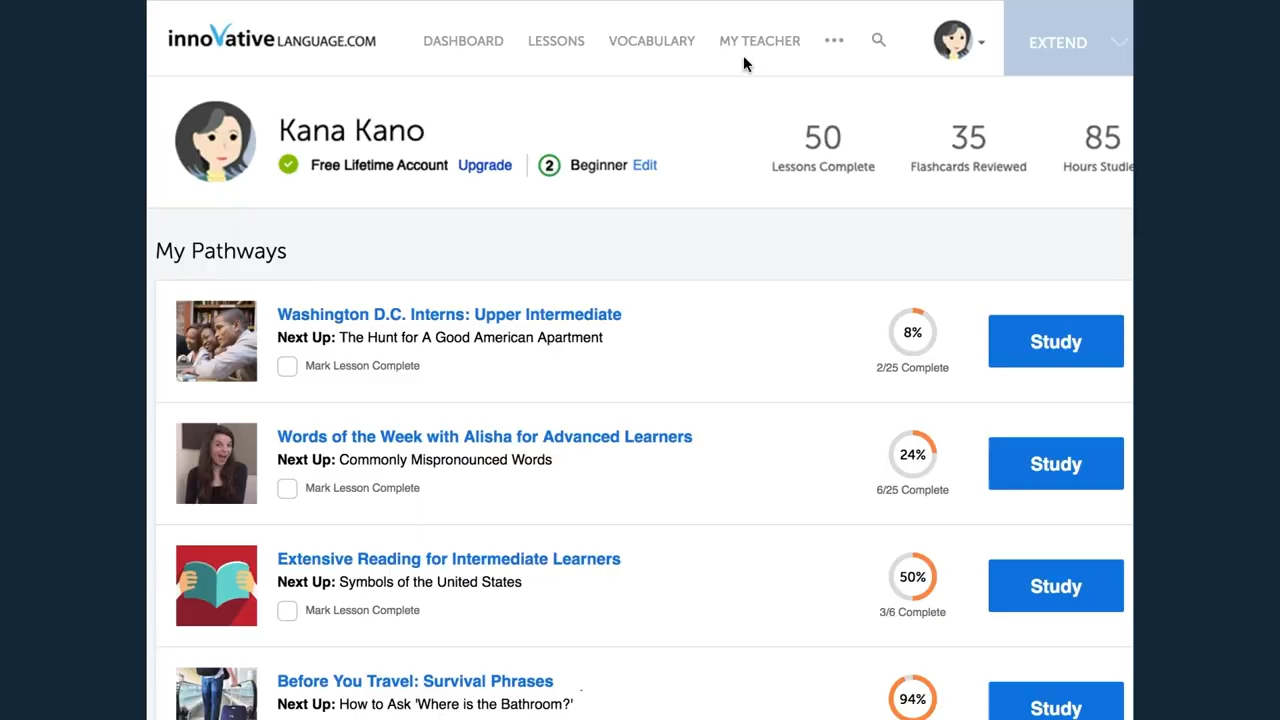 innoVative LANGUAGE.COM
DASHBOARD LESSONS VOCABULARY MY TEACHER ••• EXTEND
Kana Kano
Free Lifetime Account Upgrade 2 Beginner Edit
50 35 85
Lessons Complete Flashcards Reviewed Hours Studie
My Pathways
Washington D.C. Interns: Upper Intermediate
Next Up: The Hunt for A Good American Apartment
Mark Lesson Complete
8%
2/25 Complete
Study
Words of the Week with Alisha for Advanced Learners
Next Up: Commonly Mispronounced Words
Mark Lesson Complete
24%
6/25 Complete
Study
Extensive Reading for Intermediate Learners
Next Up: Symbols of the United States
Mark Lesson Complete
50%
3/6 Complete
Study
Before You Travel: Survival Phrases
Next Up: How to Ask 'Where is the Bathroom?'
94%
Study